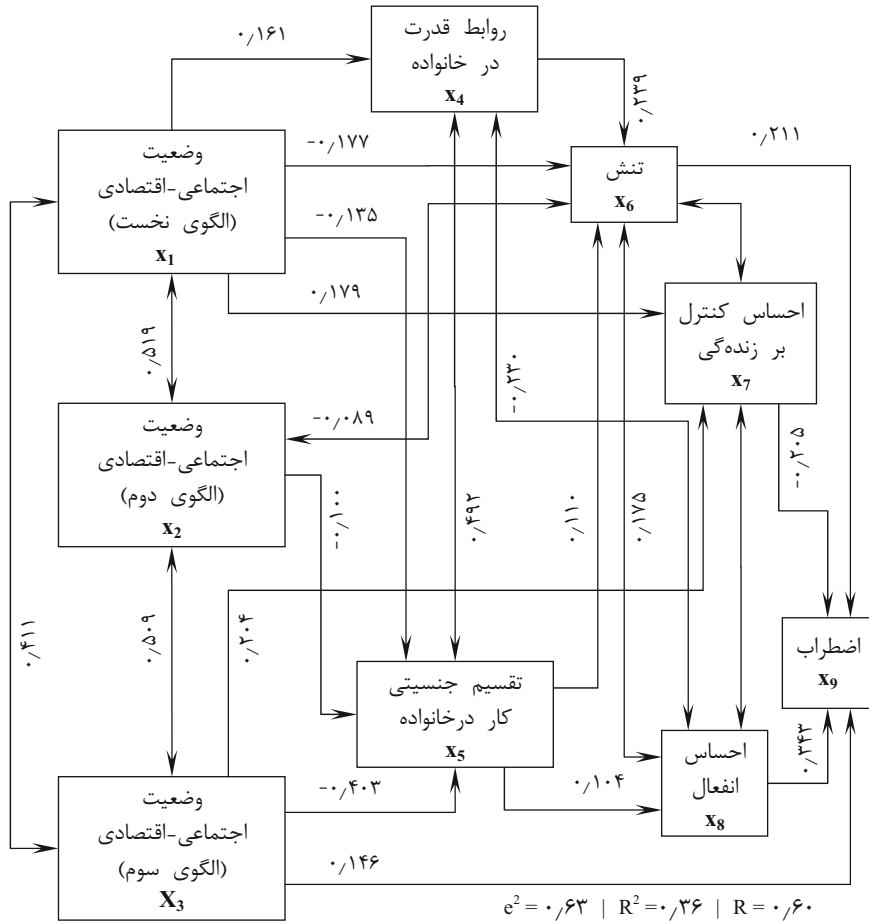 روابط قدرت
در خانواده
x4
۰٫۱۶۱
۰٫۲۳۹
وضعیت
اجتماعی-اقتصادی
(الگوی نخست)
x1
-۰٫۱۷۷
-۰٫۱۳۵
۰٫۱۷۹
تنش
x6
۰٫۲۱۱
احساس کنترل
بر زنده‌گی
x7
۰٫۵۱۹
-۰٫۲۳۰
وضعیت
اجتماعی-اقتصادی
(الگوی دوم)
x2
-۰٫۰۸۹
-۰٫۱۰۰
۰٫۴۹۲
۰٫۱۱۰
۰٫۱۷۵
-۰٫۲۰۵
۰٫۴۱۱
۰٫۵۰۹
۰٫۲۰۴
تقسیم جنسیتی
کار درخانواده
x5
اضطراب
x9
احساس
انفعال
x8
۰٫۳۴۳
۰٫۱۰۴
وضعیت
اجتماعی-اقتصادی
(الگوی سوم)
X3
-۰٫۴۰۳
۰٫۱۴۶
e² = ۰٫۶۳ | R² = ۰٫۳۶ | R = ۰٫۶۰